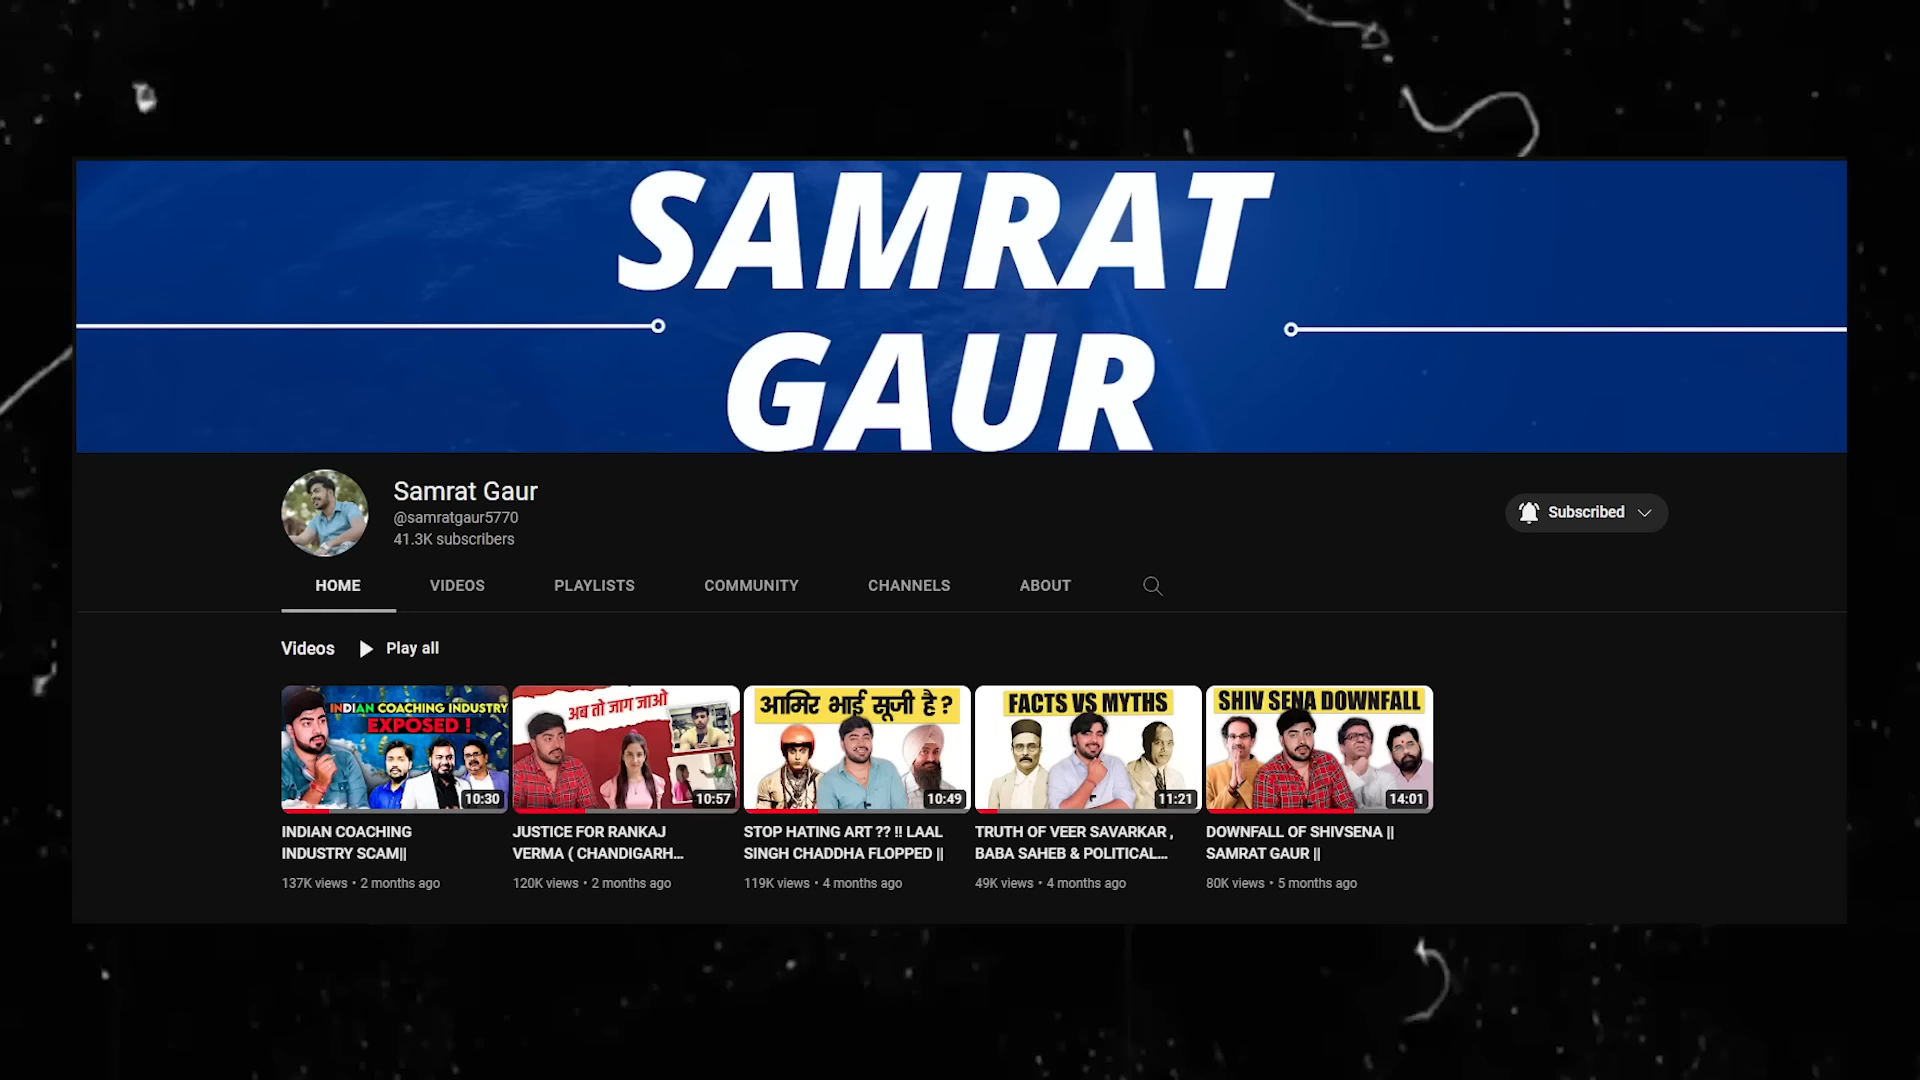 SAMRAT
GAUR
Samrat Gaur
@samratgaur5770
41.3K subscribers
Subscribed
HOME VIDEOS PLAYLISTS COMMUNITY CHANNELS ABOUT
Videos Play all
INDIAN COACHING INDUSTRY
EXPOSED !
10:30
अब तो जाग जाओ
10:57
आमिर भाई सूजी है ?
10:49
FACTS VS MYTHS
11:21
SHIV SENA DOWNFALL
14:01
INDIAN COACHING
INDUSTRY SCAM||
137K views • 2 months ago
JUSTICE FOR RANKAJ
VERMA ( CHANDIGARH...
120K views • 2 months ago
STOP HATING ART ?? !! LAAL
SINGH CHADDHA FLOPPED ||
119K views • 4 months ago
TRUTH OF VEER SAVARKAR ,
BABA SAHEB & POLITICAL...
49K views • 4 months ago
DOWNFALL OF SHIVSENA ||
SAMRAT GAUR ||
80K views • 5 months ago